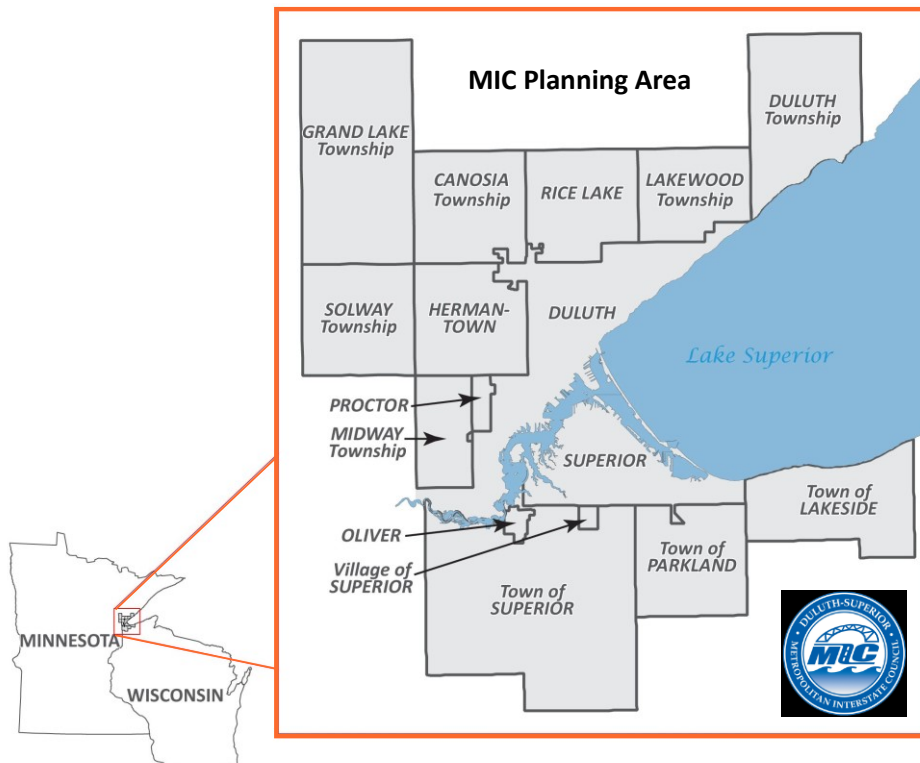 MIC Planning Area
DULUTH
Township
GRAND LAKE
Township
CANOSIA
Township
RICE LAKE
LAKEWOOD
Township
SOLWAY
Township
HERMAN-
TOWN
DULUTH
Lake Superior
PROCTOR
MIDWAY
Township
SUPERIOR
Town of
LAKESIDE
OLIVER
Village of
SUPERIOR
Town of
SUPERIOR
Town of
PARKLAND
MINNESOTA
WISCONSIN
DULUTH-SUPERIOR
MIC
METROPOLITAN INTERSTATE COUNCIL